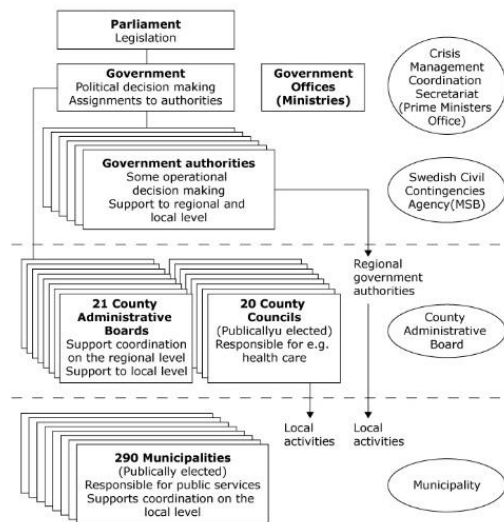 Parliament
Legislation
Government
Political decision making
Assignments to authorities
Government
Offices
(Ministries)
Crisis
Management
Coordination
Secretariat
(Prime Ministers
Office)
Government authorities
Some operational
decision making
Support to regional and
local level
Swedish Civil
Contingencies
Agency(MSB)
Regional
government
authorities
21 County
Administrative
Boards
Support coordination
on the regional level
Support to local level
20 County
Councils
(Publicallyu elected)
Responsible for e.g.
health care
County
Administrative
Board
Local
activities
Local
activities
290 Municipalities
(Publically elected)
Responsible for public services
Supports coordination on the
local level
Municipality